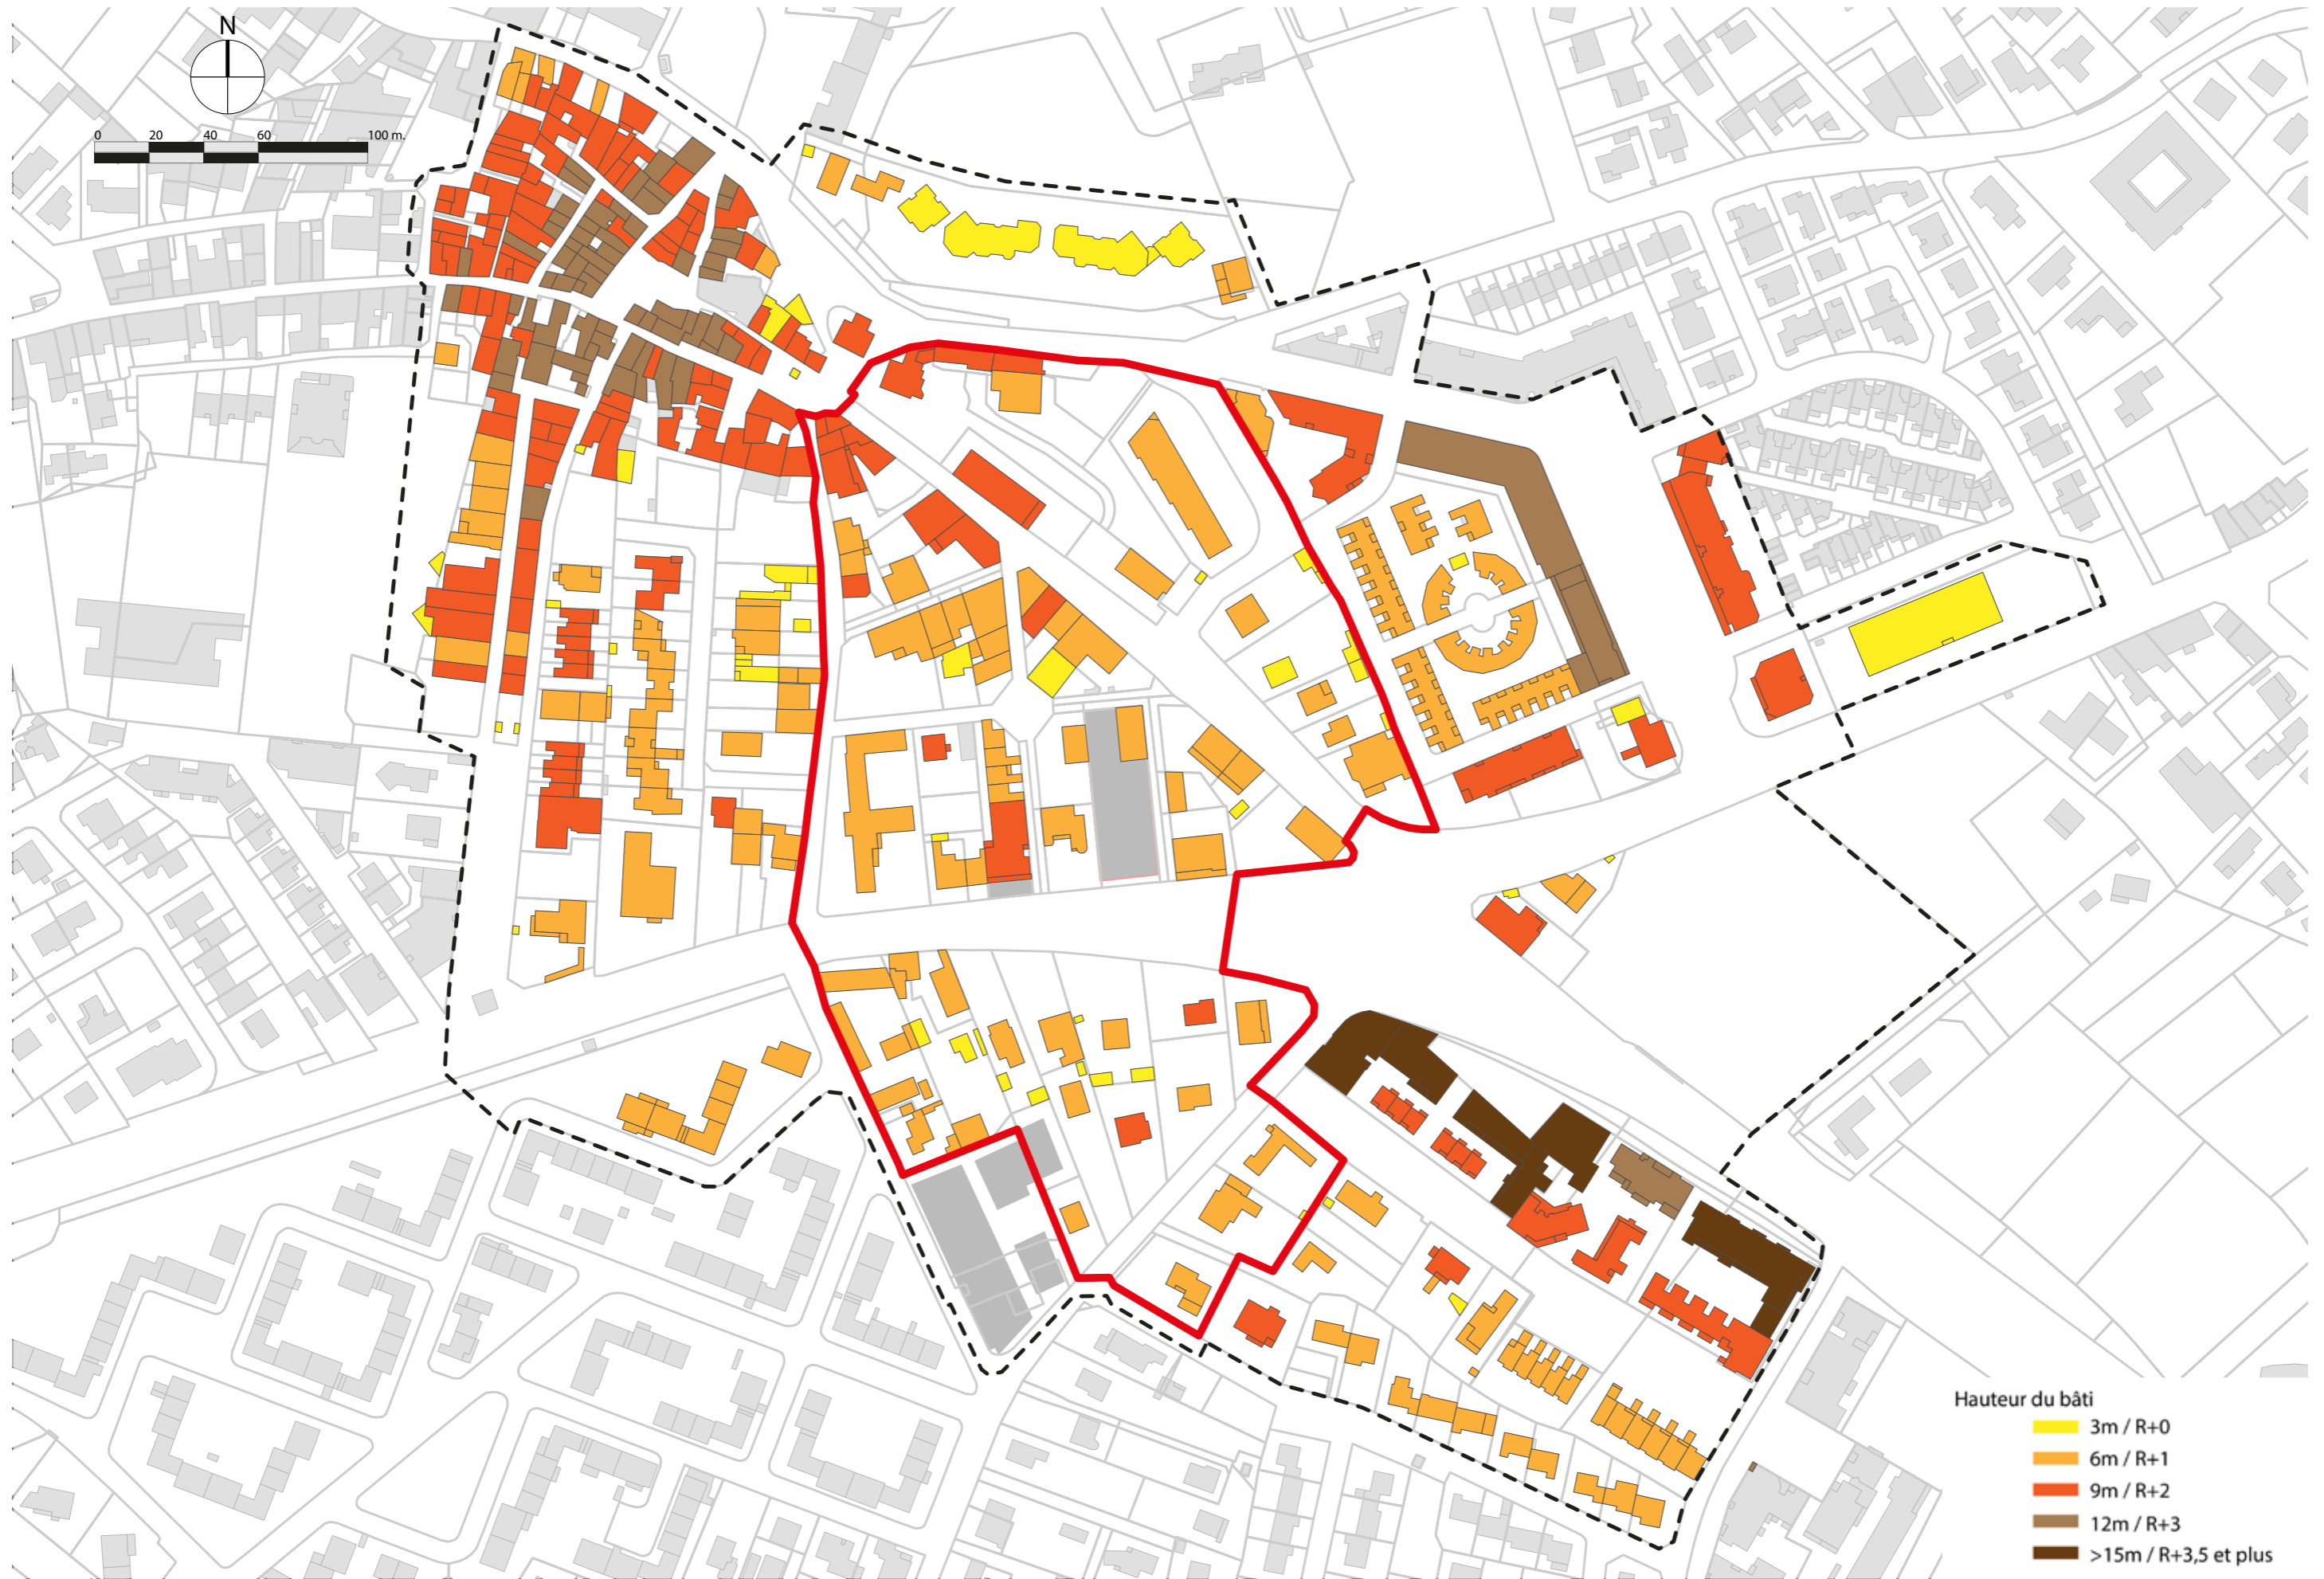 N
0 20 40 60 100 m.
Hauteur du bâti
3m / R+0
6m / R+1
9m / R+2
12m / R+3
>15m / R+3,5 et plus